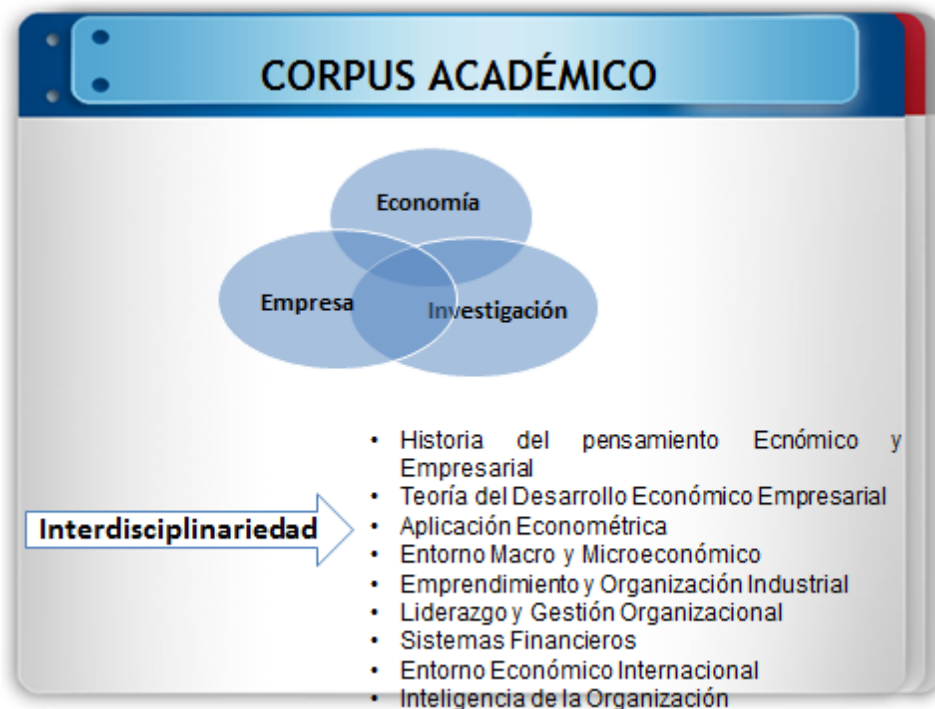 CORPUS ACADÉMICO
Economía
Empresa
Investigación
Interdisciplinariedad
• Historia del pensamiento Ecnómico y
Empresarial
• Teoría del Desarrollo Económico Empresarial
• Aplicación Econométrica
• Entorno Macro y Microeconómico
• Emprendimiento y Organización Industrial
• Liderazgo y Gestión Organizacional
• Sistemas Financieros
• Entorno Económico Internacional
• Inteligencia de la Organización